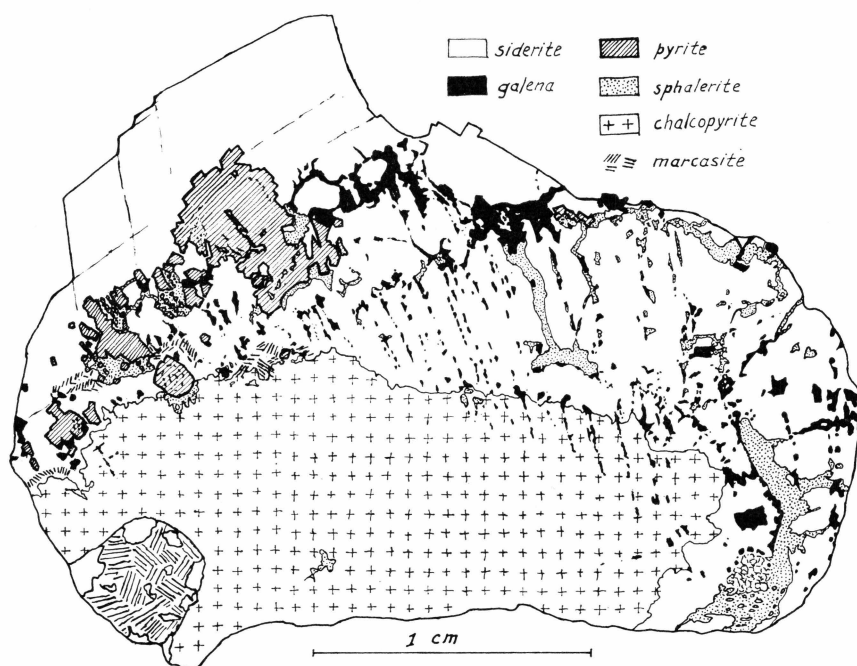 siderite
galena
pyrite
sphalerite
chalcopyrite
marcasite
1 cm